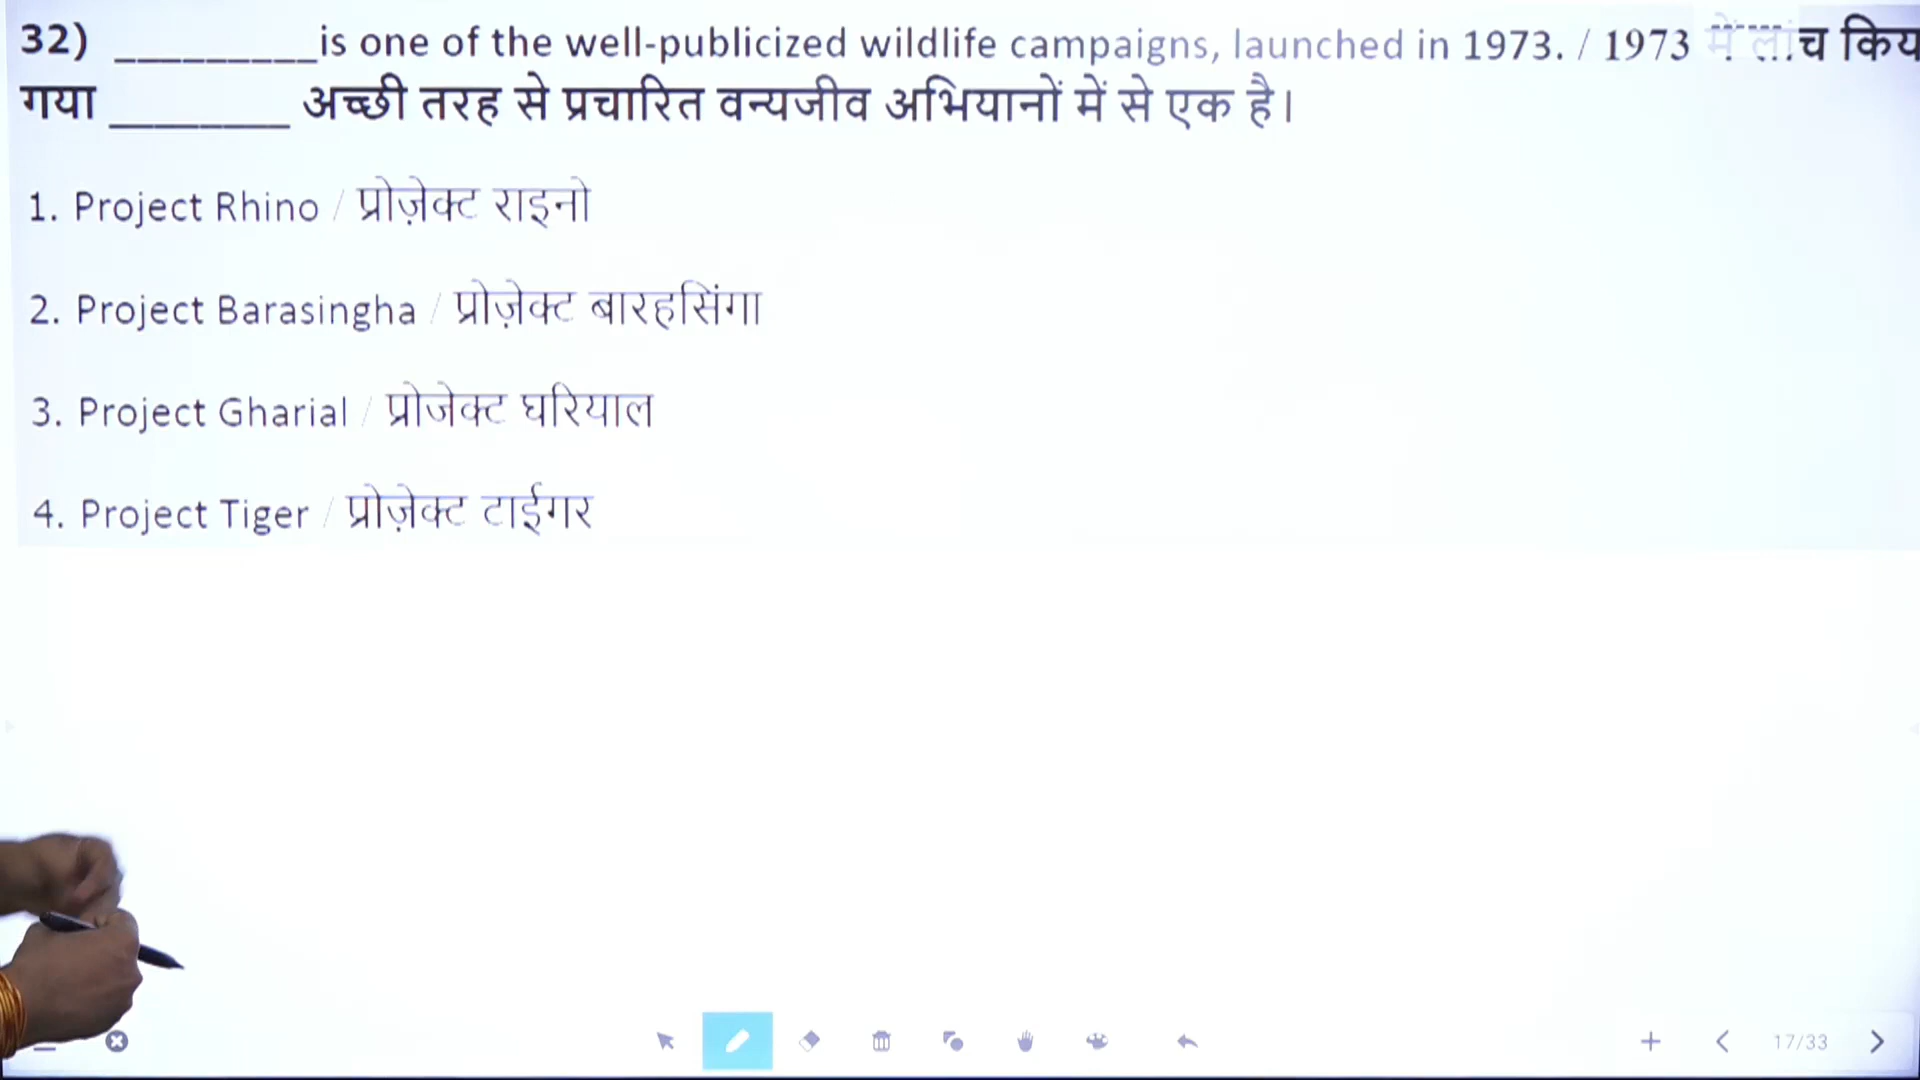 32) _________is one of the well-publicized wildlife campaigns, launched in 1973. / 1973 में लांच किय
गया ________ अच्छी तरह से प्रचारित वन्यजीव अभियानों में से एक है।
1. Project Rhino / प्रोज़ेक्ट राइनो
2. Project Barasingha / प्रोज़ेक्ट बारहसिंगा
3. Project Gharial / प्रोजेक्ट घरियाल
4. Project Tiger / प्रोज़ेक्ट टाईगर
17/33